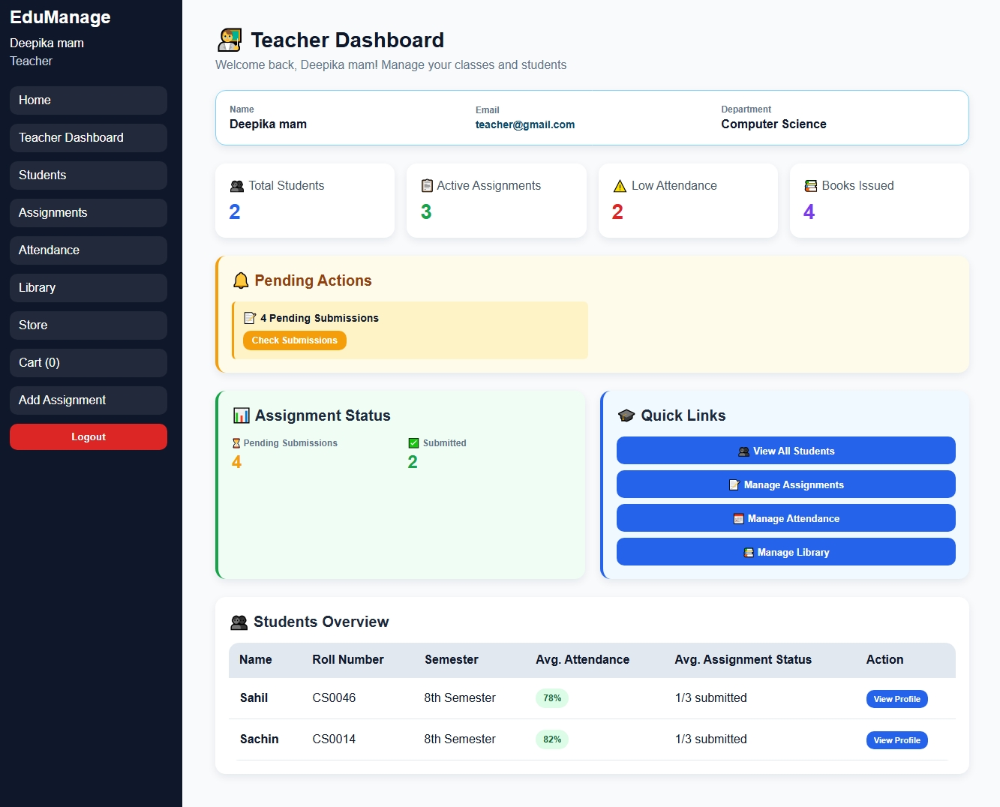 EduManage
Deepika mam
Teacher
Home
Teacher Dashboard
Students
Assignments
Attendance
Library
Store
Cart (0)
Add Assignment
Logout
Teacher Dashboard
Welcome back, Deepika mam! Manage your classes and students
Name
Deepika mam
Email
teacher@gmail.com
Department
Computer Science
Total Students
2
Active Assignments
3
Low Attendance
2
Books Issued
4
Pending Actions
4 Pending Submissions
Check Submissions
Assignment Status
Pending Submissions
4
Submitted
2
Quick Links
View All Students
Manage Assignments
Manage Attendance
Manage Library
Students Overview
Name Roll Number Semester Avg. Attendance Avg. Assignment Status Action
Sahil CS0046 8th Semester 78% 1/3 submitted View Profile
Sachin CS0014 8th Semester 82% 1/3 submitted View Profile